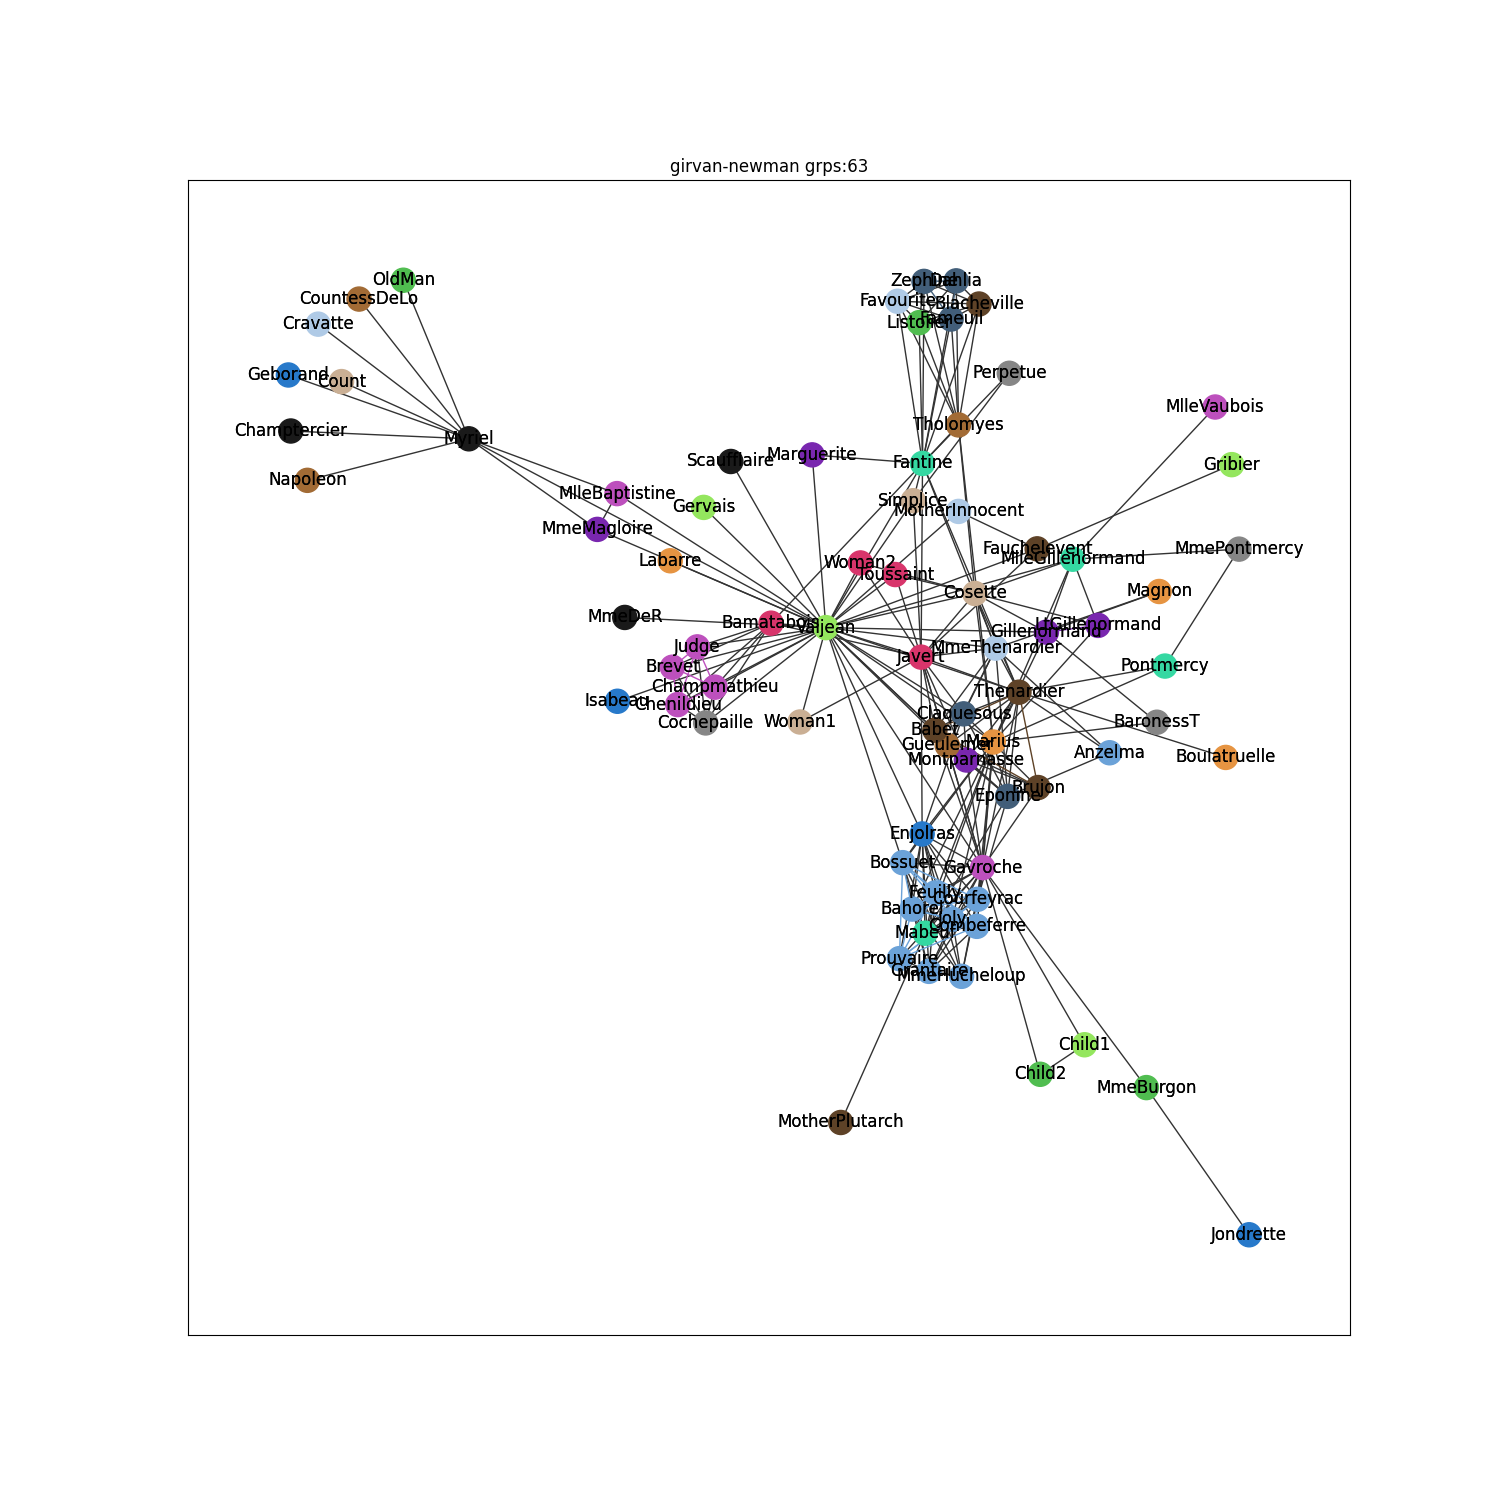 girvan-newman grps:63
OldMan
CountessDeLo
Cravatte
Geborand
Count
Champtercier
Myriel
Napoleon
Zephine
Dahlia
Favourite
Blacheville
Listolier
Fameuil
Perpetue
Tholomyes
MlleVaubois
Scaufflaire
Marguerite
Fantine
Gribier
MlleBaptistine
Gervais
Simplice
MotherInnocent
MmeMagloire
Fauchelevent
MlleGillenormand
MmePontmercy
Labarre
Woman2
Toussaint
Cosette
Magnon
MmeDeR
Bamatabois
Valjean
Gillenormand
LtGillenormand
Judge
MmeThenardier
Javert
Brevet
Pontmercy
Champmathieu
Thenardier
Isabeau
Chenildieu
Cochepaille
Woman1
Claquesous
BaronessT
Babet
Gueulemer
Marius
Montparnasse
Anzelma
Boulatruelle
Brujon
Eponine
Enjolras
Bossuet
Gavroche
Feuilly
Courfeyrac
Bahorel
Joly
Combeferre
Mabeuf
Prouvaire
Grantaire
MmeHucheloup
Child1
Child2
MmeBurgon
MotherPlutarch
Jondrette